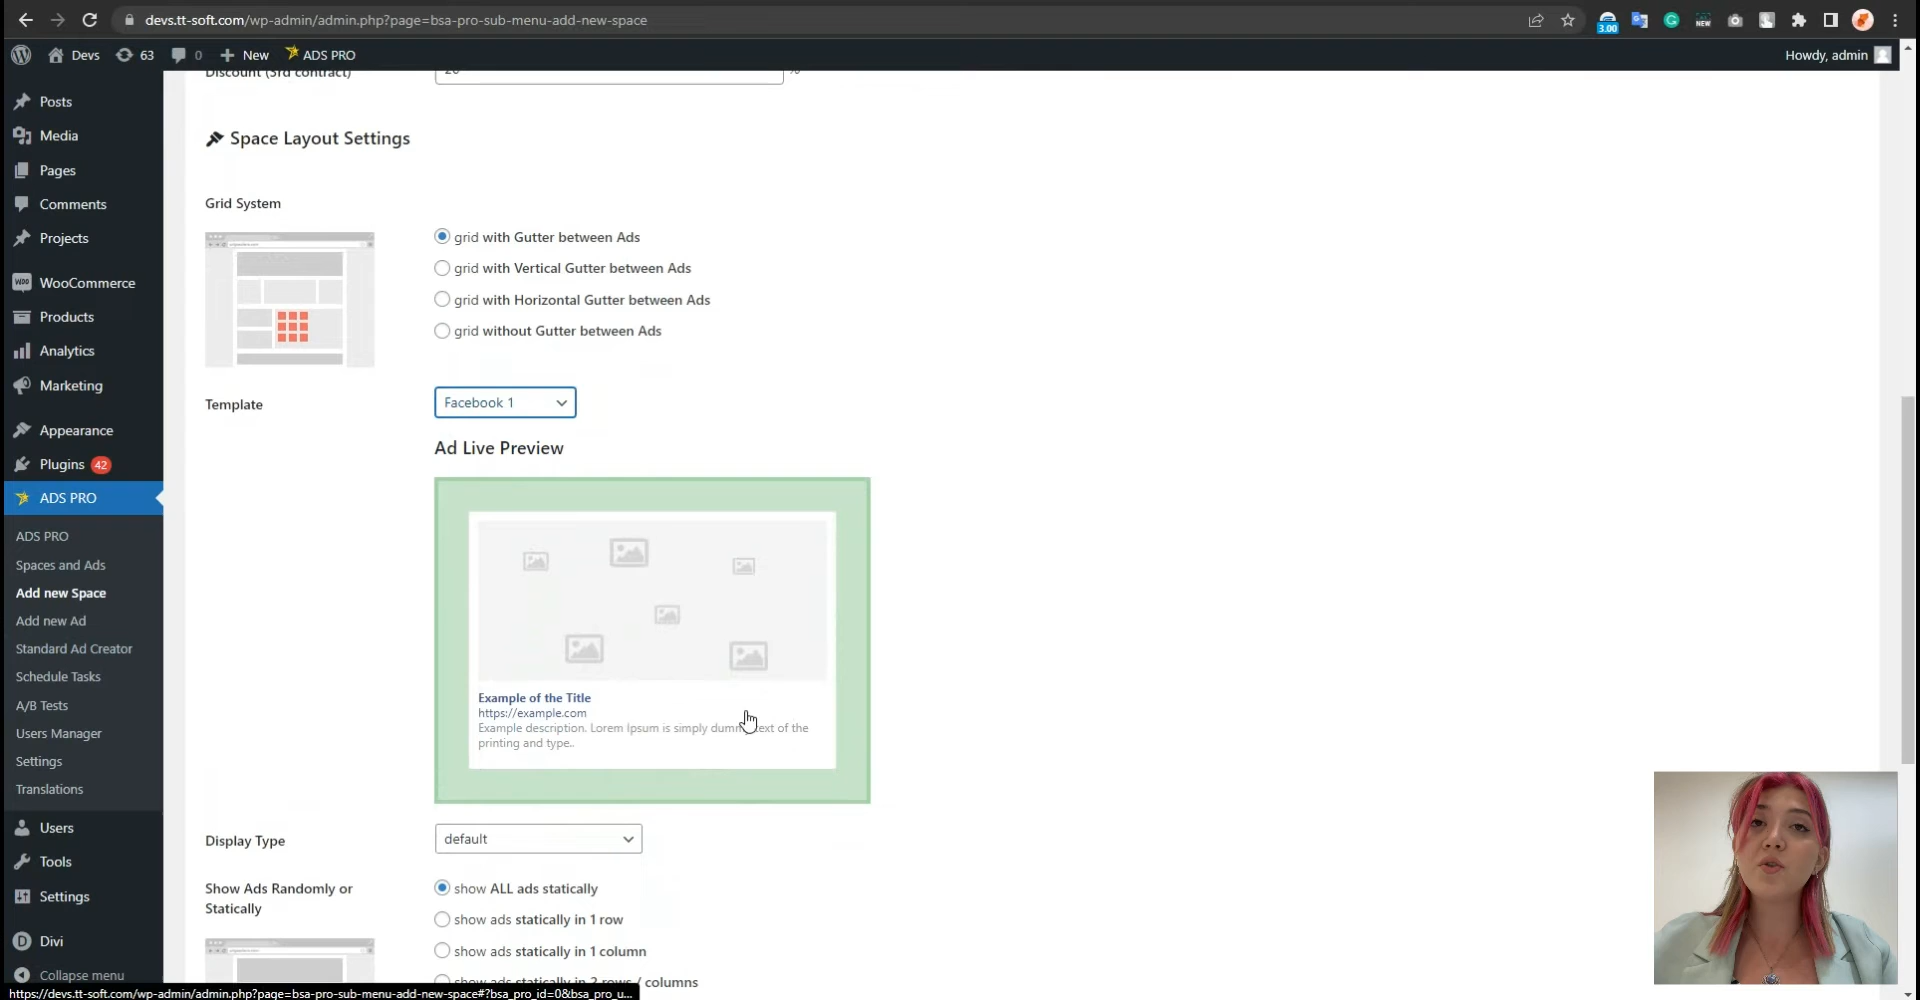 devs.tt-soft.com/wp-admin/admin.php?page=bsa-pro-sub-menu-add-new-space
3.00
NEW
Devs
63
0
New
ADS PRO
Howdy, admin
Posts
Media
Pages
Comments
Projects
WooCommerce
Products
Analytics
Marketing
Appearance
Plugins 42
ADS PRO
ADS PRO
Spaces and Ads
Add new Space
Add new Ad
Standard Ad Creator
Schedule Tasks
A/B Tests
Users Manager
Settings
Translations
Users
Tools
Settings
Divi
Collapse menu
Discount (3rd contract)
20 %
Space Layout Settings
Grid System
grid with Gutter between Ads
grid with Vertical Gutter between Ads
grid with Horizontal Gutter between Ads
grid without Gutter between Ads
Template
Facebook 1
Ad Live Preview
Example of the Title
https://example.com
Example description. Lorem Ipsum is simply dummy text of the
printing and type..
Display Type
default
Show Ads Randomly or
Statically
show ALL ads statically
show ads statically in 1 row
show ads statically in 1 column
show ads statically in 2 rows / columns
https://devs.tt-soft.com/wp-admin/admin.php?page=bsa-pro-sub-menu-add-new-space#?bsa_pro_id=0&bsa_pro_u...